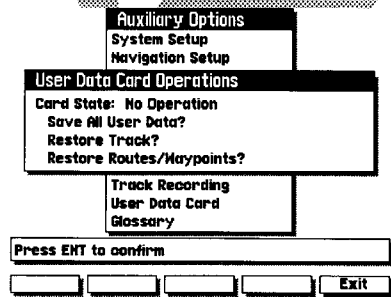 Auxiliary Options
System Setup
Navigation Setup
User Data Card Operations
Card State: No Operation
Save All User Data?
Restore Track?
Restore Routes/Waypoints?
Track Recording
User Data Card
Glossary
Press ENT to confirm
Exit